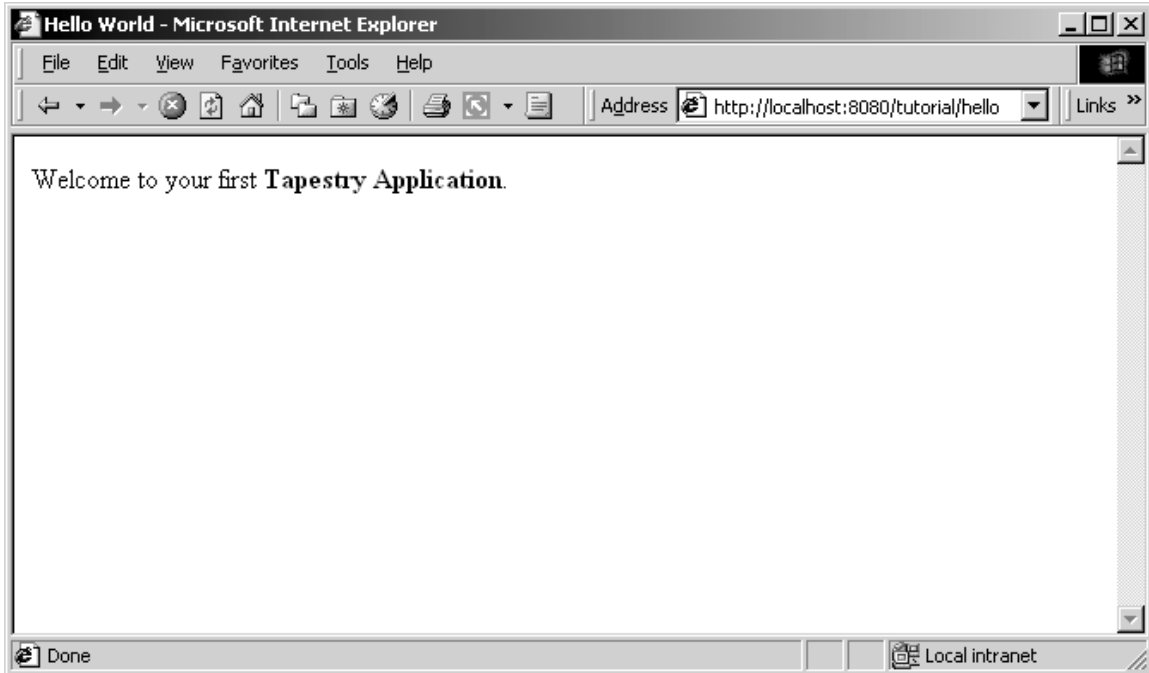 Hello World - Microsoft Internet Explorer
File Edit View Favorites Tools Help
Address http://localhost:8080/tutorial/hello Links »
Welcome to your first Tapestry Application.
Done Local intranet